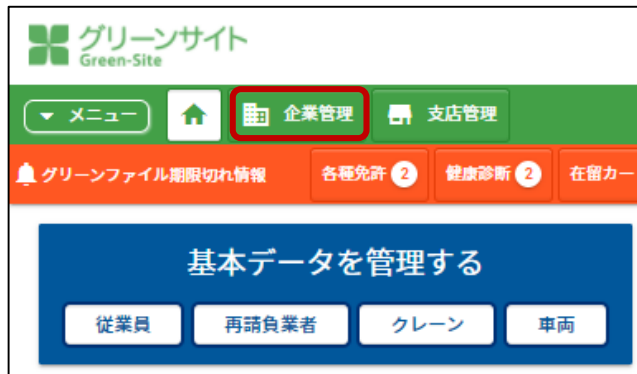 グリーンサイト
Green-Site
メニュー 企業管理 支店管理
グリーンファイル期限切れ情報 各種免許 2 健康診断 2 在留カー
基本データを管理する
従業員 再請負業者 クレーン 車両